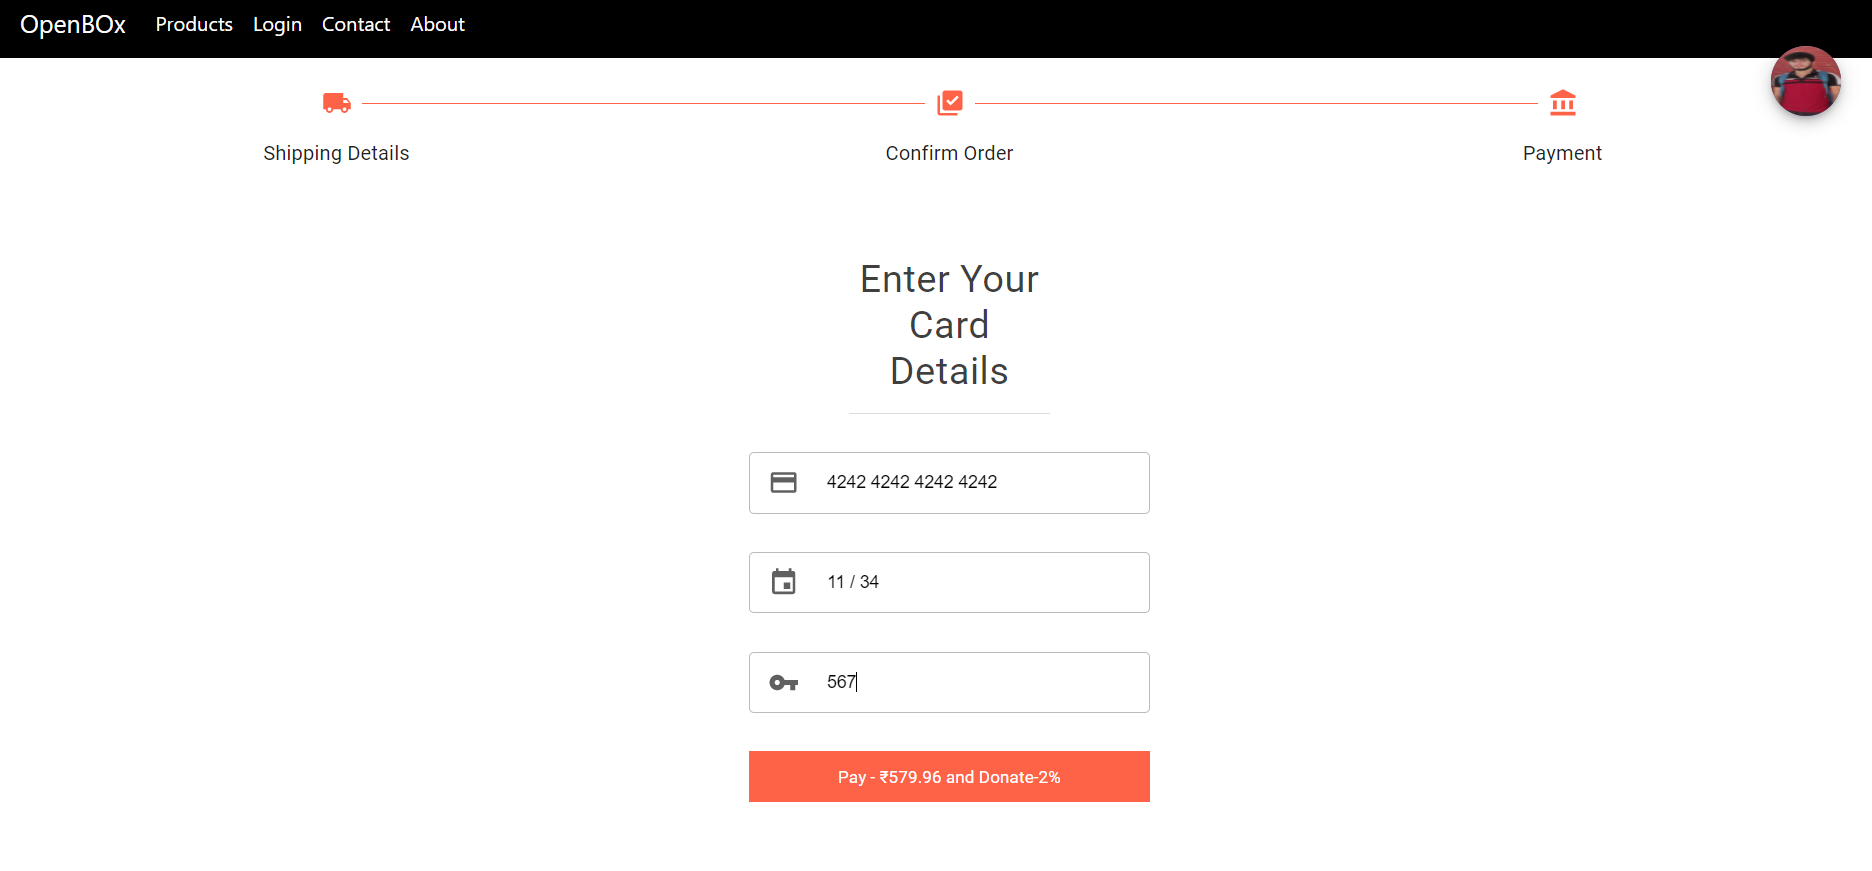 OpenBOx Products Login Contact About
Shipping Details Confirm Order Payment
Enter Your
Card
Details
4242 4242 4242 4242
11 / 34
567
Pay - ₹579.96 and Donate-2%